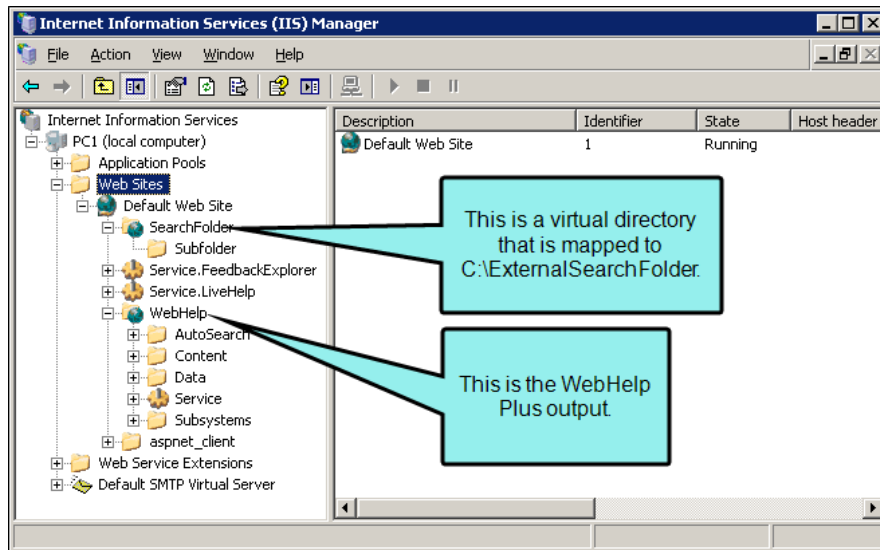 Internet Information Services (IIS) Manager
File Action View Window Help
Internet Information Services
PC1 (local computer)
Application Pools
Web Sites
Default Web Site
SearchFolder
Subfolder
Service.FeedbackExplorer
Service.LiveHelp
WebHelp
AutoSearch
Content
Data
Service
Subsystems
aspnet_client
Web Service Extensions
Default SMTP Virtual Server
Description Identifier State Host header
Default Web Site 1 Running
This is a virtual directory
that is mapped to
C:\ExternalSearchFolder.
This is the WebHelp
Plus output.